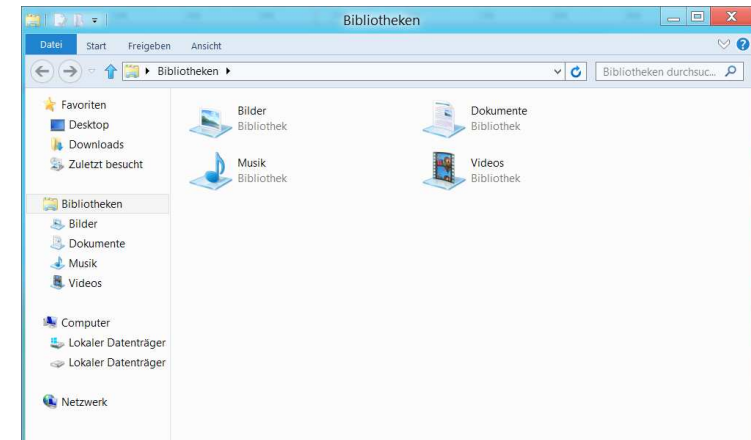 Bibliotheken
Datei Start Freigeben Ansicht
Bibliotheken
Bibliotheken durchsuc...
Favoriten
Desktop
Downloads
Zuletzt besucht
Bibliotheken
Bilder
Dokumente
Musik
Videos
Computer
Lokaler Datenträger
Lokaler Datenträger
Netzwerk
Bilder
Bibliothek
Dokumente
Bibliothek
Musik
Bibliothek
Videos
Bibliothek